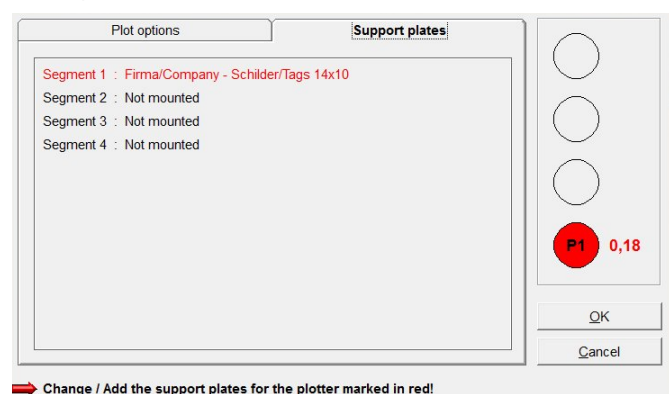 Plot options
Support plates
Segment 1 : Firma/Company - Schilder/Tags 14x10
Segment 2 : Not mounted
Segment 3 : Not mounted
Segment 4 : Not mounted
P1 0,18
OK
Cancel
Change / Add the support plates for the plotter marked in red!